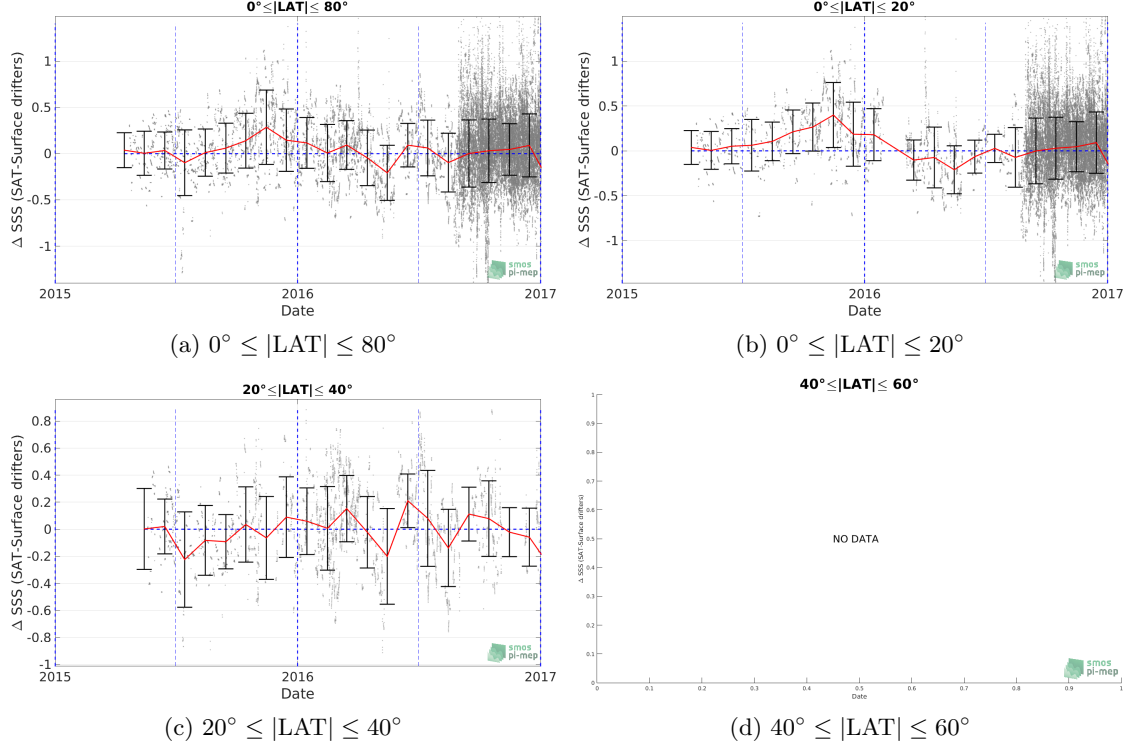 0°≤|LAT|≤ 80°
Δ SSS (SAT-Surface drifters)
1
0.5
0
-0.5
-1
2015
2016
2017
Date
smos
pi-mep
(a) 0° ≤ |LAT| ≤ 80°
0°≤|LAT|≤ 20°
Δ SSS (SAT-Surface drifters)
1
0.5
0
-0.5
-1
2015
2016
2017
Date
smos
pi-mep
(b) 0° ≤ |LAT| ≤ 20°
20°≤|LAT|≤ 40°
Δ SSS (SAT-Surface drifters)
0.8
0.6
0.4
0.2
0
-0.2
-0.4
-0.6
-0.8
-1
2015
2016
2017
Date
smos
pi-mep
(c) 20° ≤ |LAT| ≤ 40°
40°≤|LAT|≤ 60°
Δ SSS (SAT-Surface drifters)
1
0.9
0.8
0.7
0.6
0.5
0.4
0.3
0.2
0.1
0
NO DATA
0 0.1 0.2 0.3 0.4 0.5 0.6 0.7 0.8 0.9 1
Date
smos
pi-mep
(d) 40° ≤ |LAT| ≤ 60°